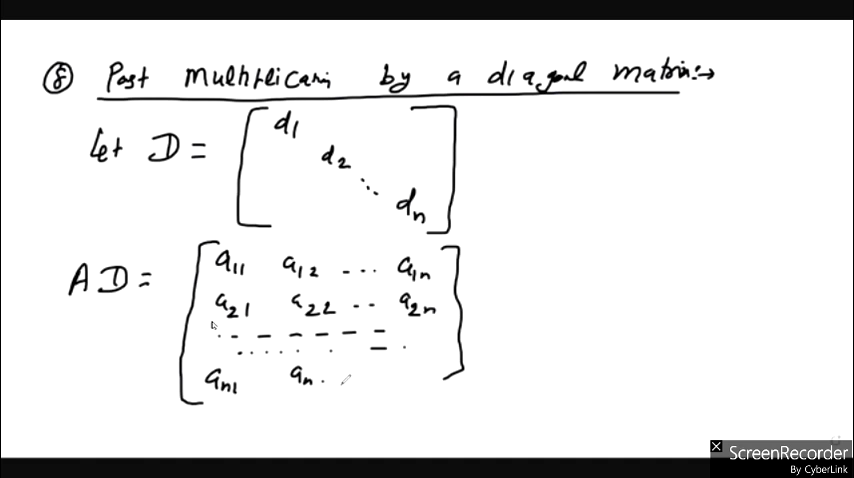 ⑧ Post Multiplication by a diagonal matrix:→
Let D = [ d1
d2
⋱
dn ]
AD = [ a11 a12 --- a1n
a21 a22 -- a2n
- - - - - -
. . . . . . - .
an1 an. ]
ScreenRecorder
By CyberLink